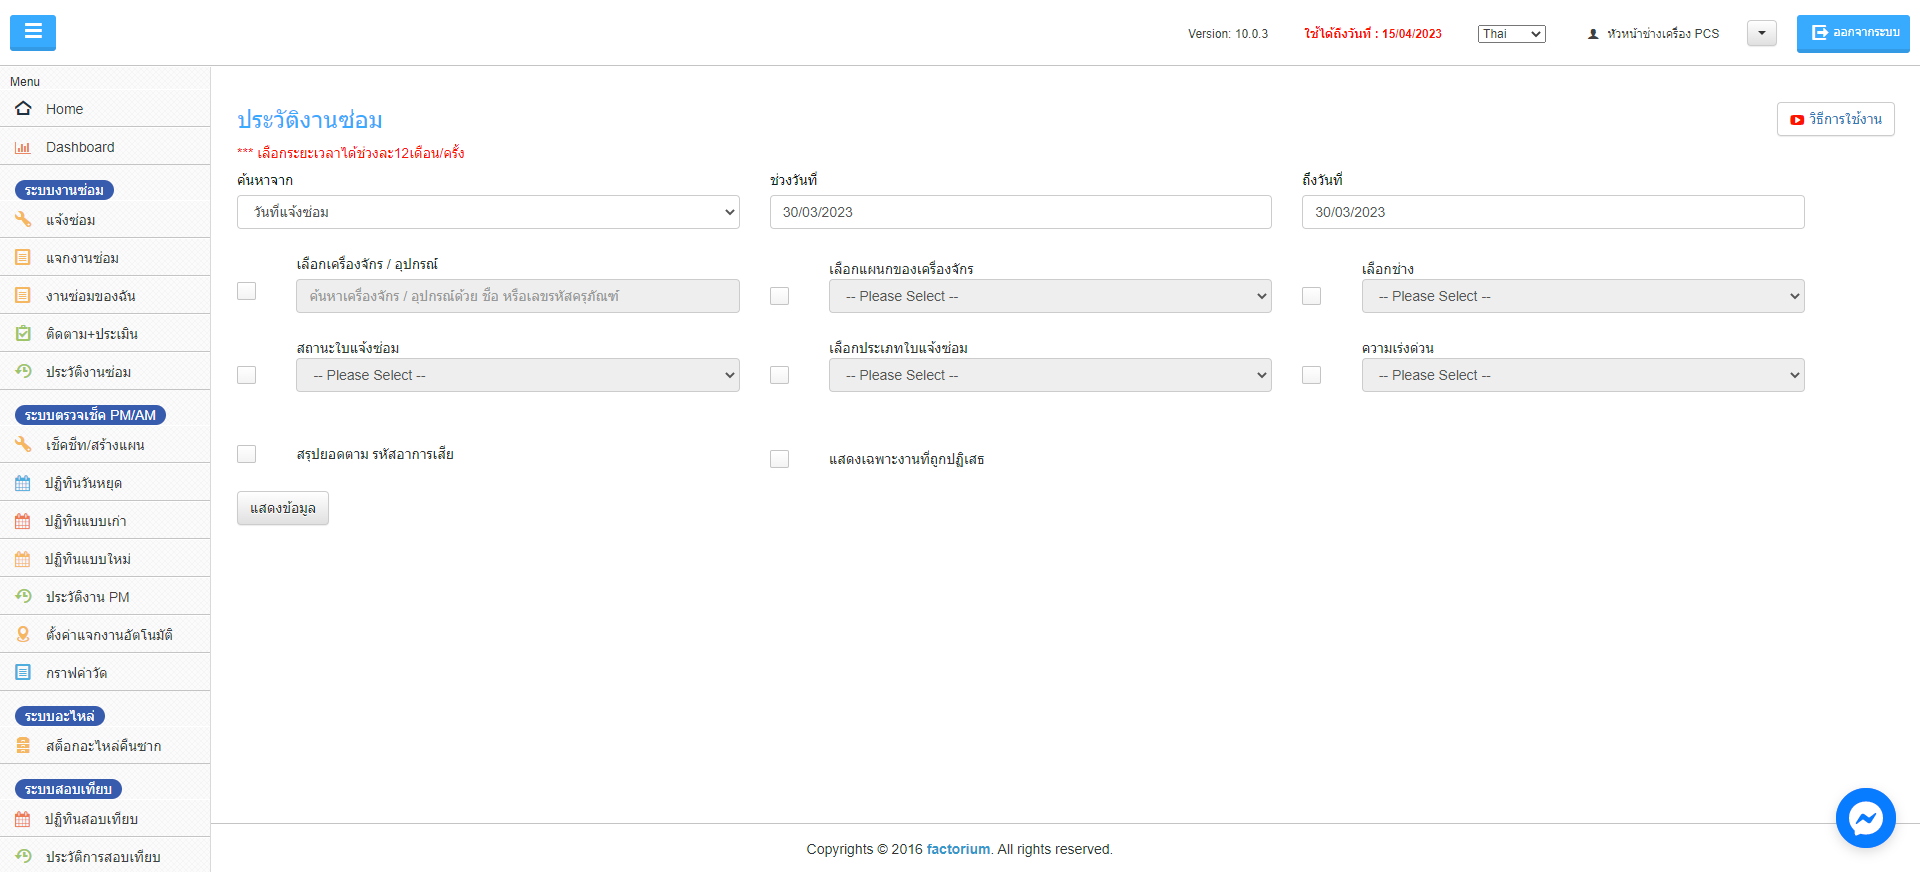 Version: 10.0.3
ใช้ได้ถึงวันที่ : 15/04/2023
Thai
หัวหน้าช่างเครื่อง PCS
ออกจากระบบ
Menu
Home
Dashboard
ระบบงานซ่อม
แจ้งซ่อม
แจกงานซ่อม
งานซ่อมของฉัน
ติดตาม+ประเมิน
ประวัติงานซ่อม
ระบบตรวจเช็ค PM/AM
เช็คชีท/สร้างแผน
ปฏิทินวันหยุด
ปฏิทินแบบเก่า
ปฏิทินแบบใหม่
ประวัติงาน PM
ตั้งค่าแจกงานอัตโนมัติ
กราฟค่าวัด
ระบบอะไหล่
สต็อกอะไหล่คืนซาก
ระบบสอบเทียบ
ปฏิทินสอบเทียบ
ประวัติการสอบเทียบ
ประวัติงานซ่อม
วิธีการใช้งาน
*** เลือกระยะเวลาได้ช่วงละ12เดือน/ครั้ง
ค้นหาจาก
วันที่แจ้งซ่อม
ช่วงวันที่
30/03/2023
ถึงวันที่
30/03/2023
เลือกเครื่องจักร / อุปกรณ์
ค้นหาเครื่องจักร / อุปกรณ์ด้วย ชื่อ หรือเลขรหัสครุภัณฑ์
เลือกแผนกของเครื่องจักร
-- Please Select --
เลือกช่าง
-- Please Select --
สถานะใบแจ้งซ่อม
-- Please Select --
เลือกประเภทใบแจ้งซ่อม
-- Please Select --
ความเร่งด่วน
-- Please Select --
สรุปยอดตาม รหัสอาการเสีย
แสดงเฉพาะงานที่ถูกปฏิเสธ
แสดงข้อมูล
Copyrights © 2016 factorium. All rights reserved.